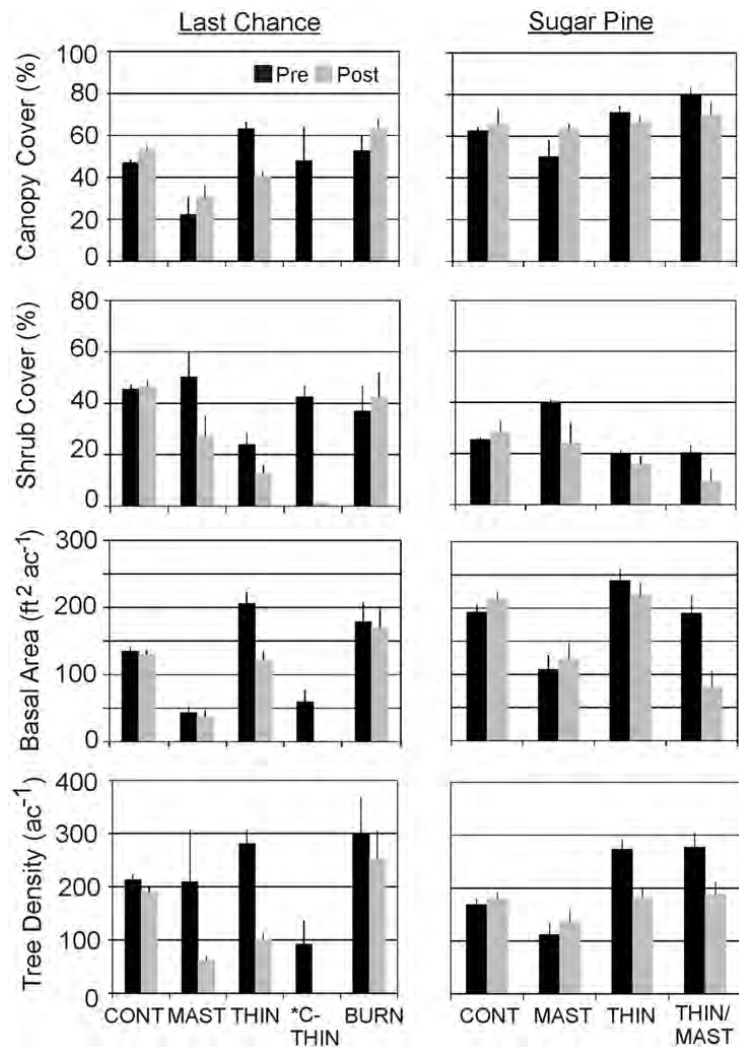 Last Chance
Sugar Pine
Canopy Cover (%)
100
80
60
40
20
0
Pre Post
Shrub Cover (%)
80
60
40
20
0
Basal Area (ft² ac⁻¹)
300
200
100
0
Tree Density (ac⁻¹)
400
300
200
100
0
CONT MAST THIN *C-THIN BURN
CONT MAST THIN THIN/MAST